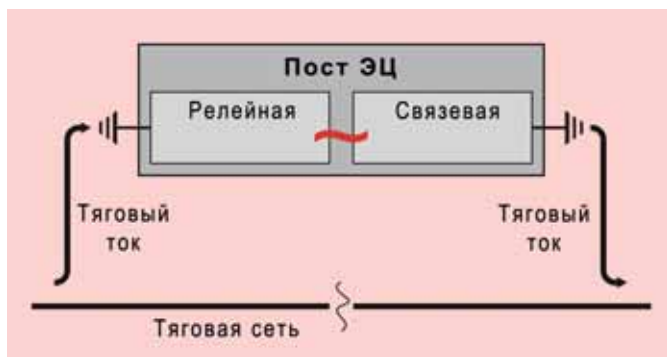 Пост ЭЦ
Релейная
Связевая
Тяговый
ток
Тяговый
ток
Тяговая сеть